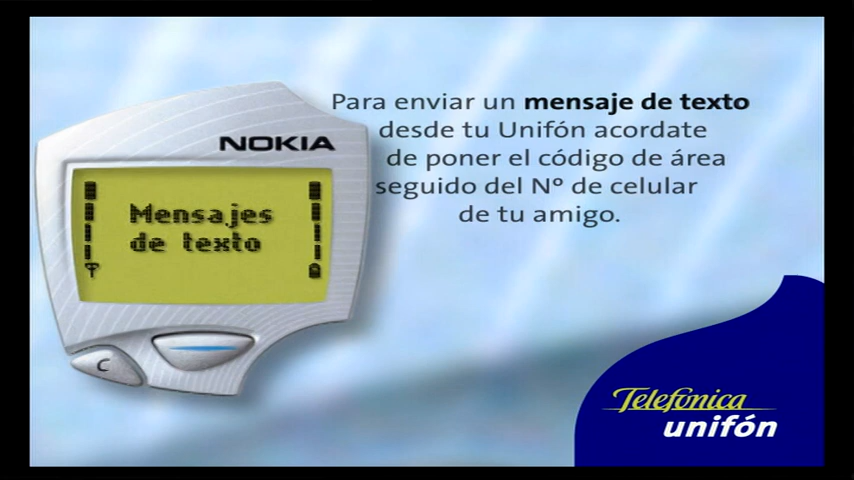 Para enviar un mensaje de texto
desde tu Unifón acordate
de poner el código de área
seguido del Nº de celular
de tu amigo.
NOKIA
Mensajes
de texto
C
Telefónica
unifón